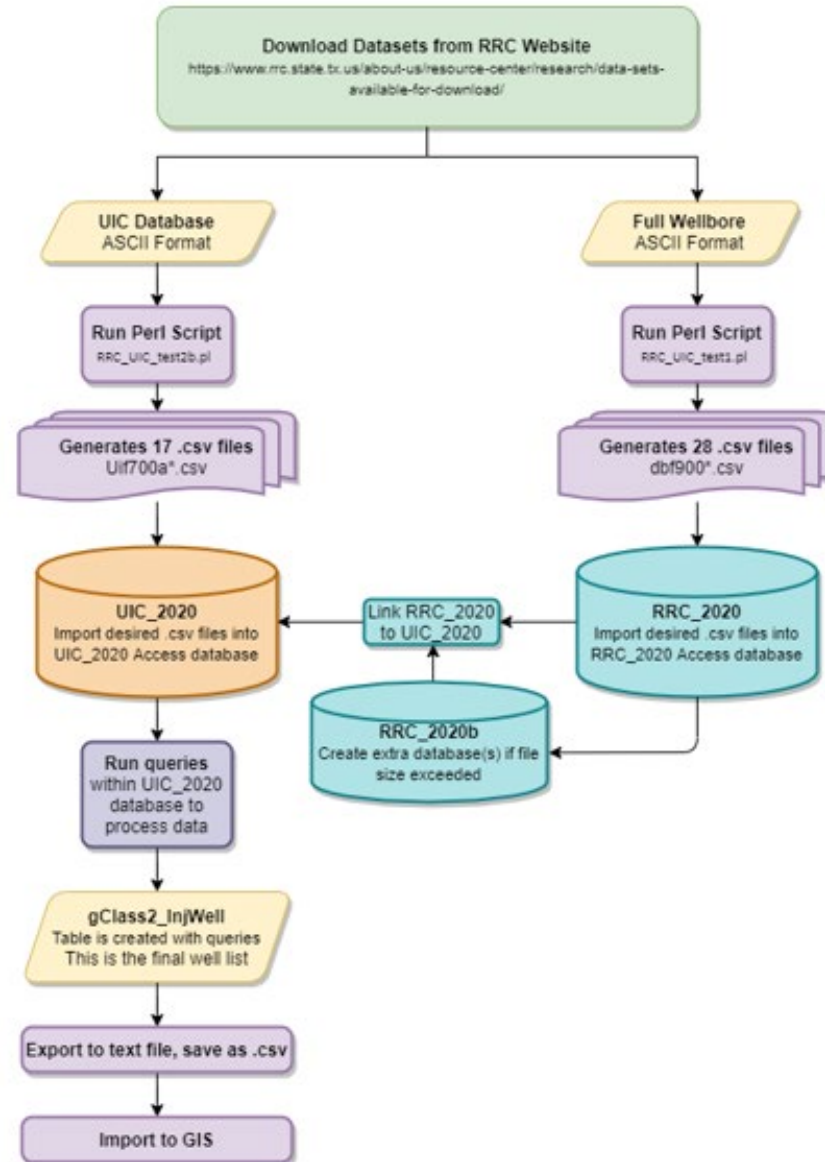 Download Datasets from RRC Website
https://www.rrc.state.tx.us/about-us/resource-center/research/data-sets-
available-for-download/
UIC Database
ASCII Format
Full Wellbore
ASCII Format
Run Perl Script
RRC_UIC_test2b.pl
Run Perl Script
RRC_UIC_test1.pl
Generates 17 .csv files
Uif700a*.csv
Generates 28 .csv files
dbf900*.csv
UIC_2020
Import desired .csv files into
UIC_2020 Access database
Link RRC_2020
to UIC_2020
RRC_2020
Import desired .csv files into
RRC_2020 Access database
RRC_2020b
Create extra database(s) if file
size exceeded
Run queries
within UIC_2020
database to
process data
gClass2_InjWell
Table is created with queries
This is the final well list
Export to text file, save as .csv
Import to GIS